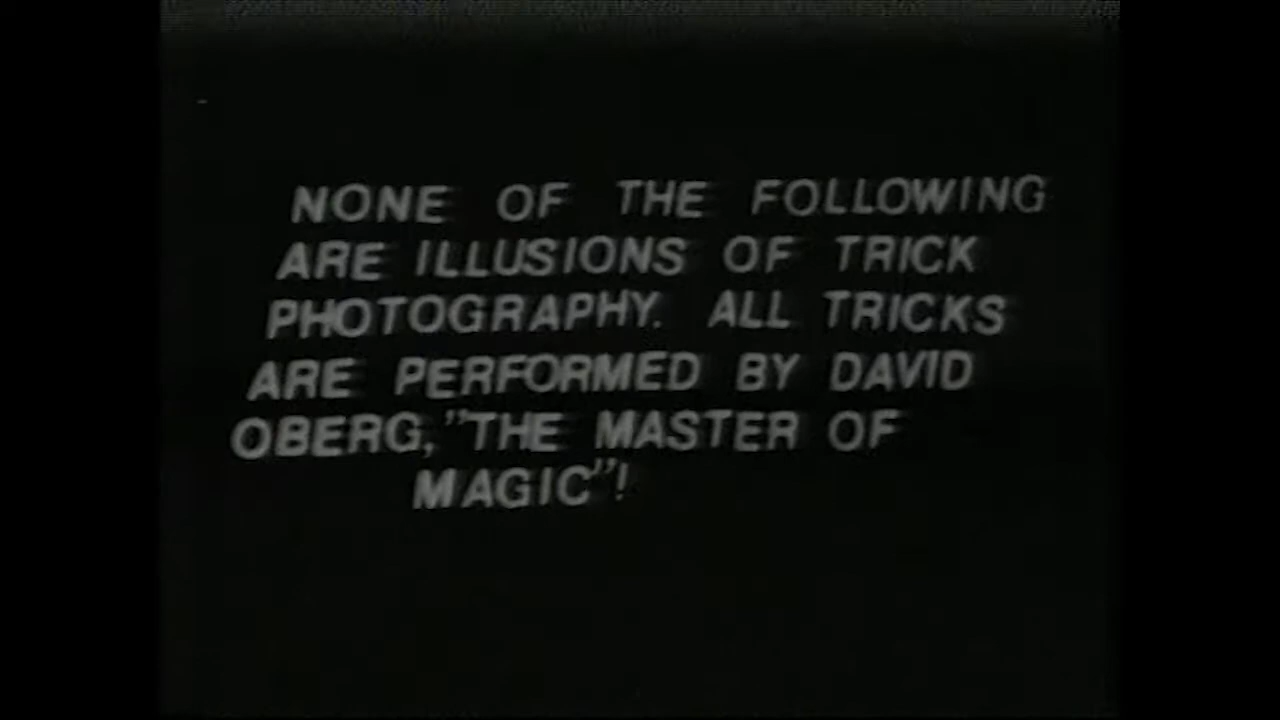 NONE OF THE FOLLOWING
ARE ILLUSIONS OF TRICK
PHOTOGRAPHY. ALL TRICKS
ARE PERFORMED BY DAVID
OBERG,"THE MASTER OF
MAGIC"!